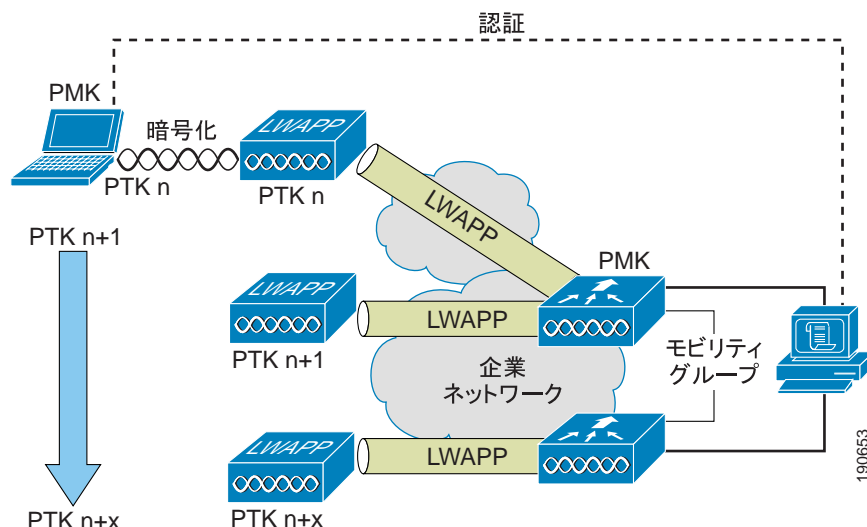 認証
PMK
暗号化
LWAPP
PTK n
PTK n
LWAPP
PTK n+1
PMK
LWAPP
LWAPP
PTK n+1
企業
ネットワーク
モビリティ
グループ
LWAPP
LWAPP
PTK n+x
PTK n+x
190653